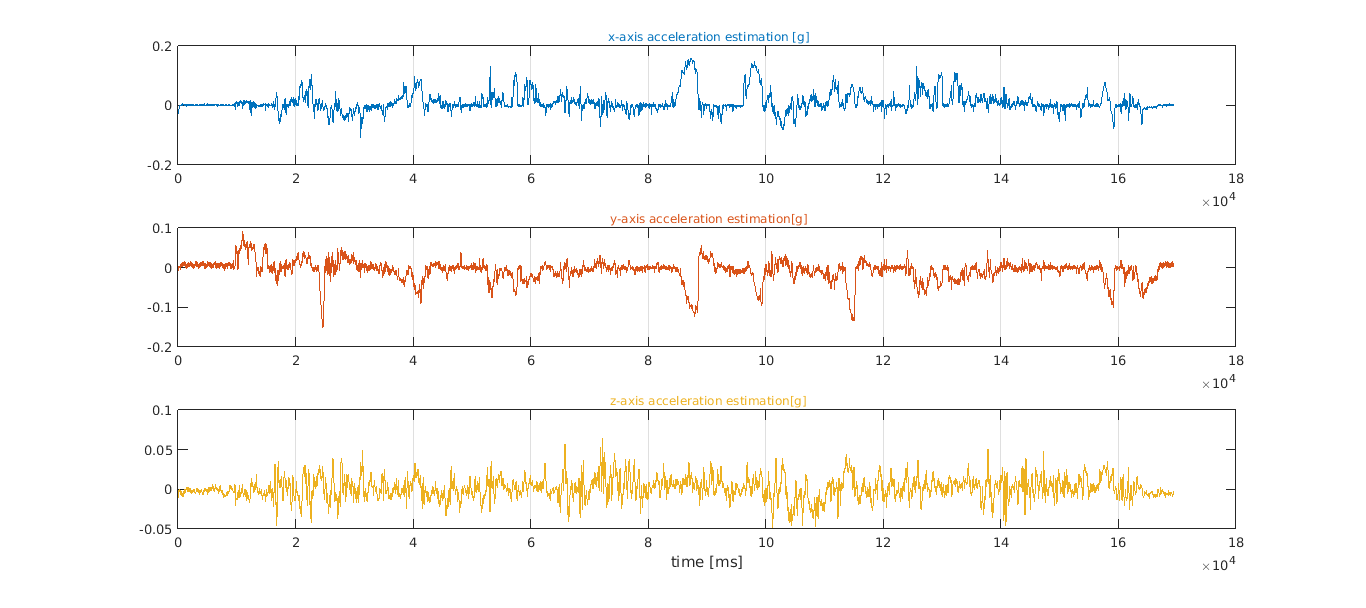 x-axis acceleration estimation [g]
0.2
0
-0.2
0 2 4 6 8 10 12 14 16 18
×10^4
y-axis acceleration estimation[g]
0.1
0
-0.1
-0.2
0 2 4 6 8 10 12 14 16 18
×10^4
z-axis acceleration estimation[g]
0.1
0.05
0
-0.05
0 2 4 6 8 10 12 14 16 18
time [ms]
×10^4